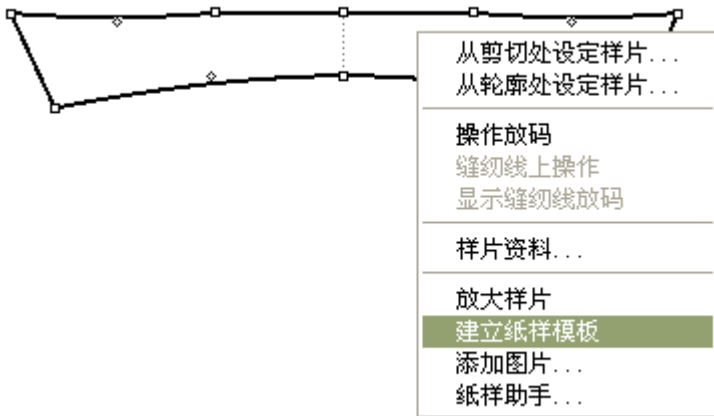 从剪切处设定样片...
从轮廓处设定样片...
操作放码
缝纫线上操作
显示缝纫线放码
样片资料...
放大样片
建立纸样模板
添加图片...
纸样助手...